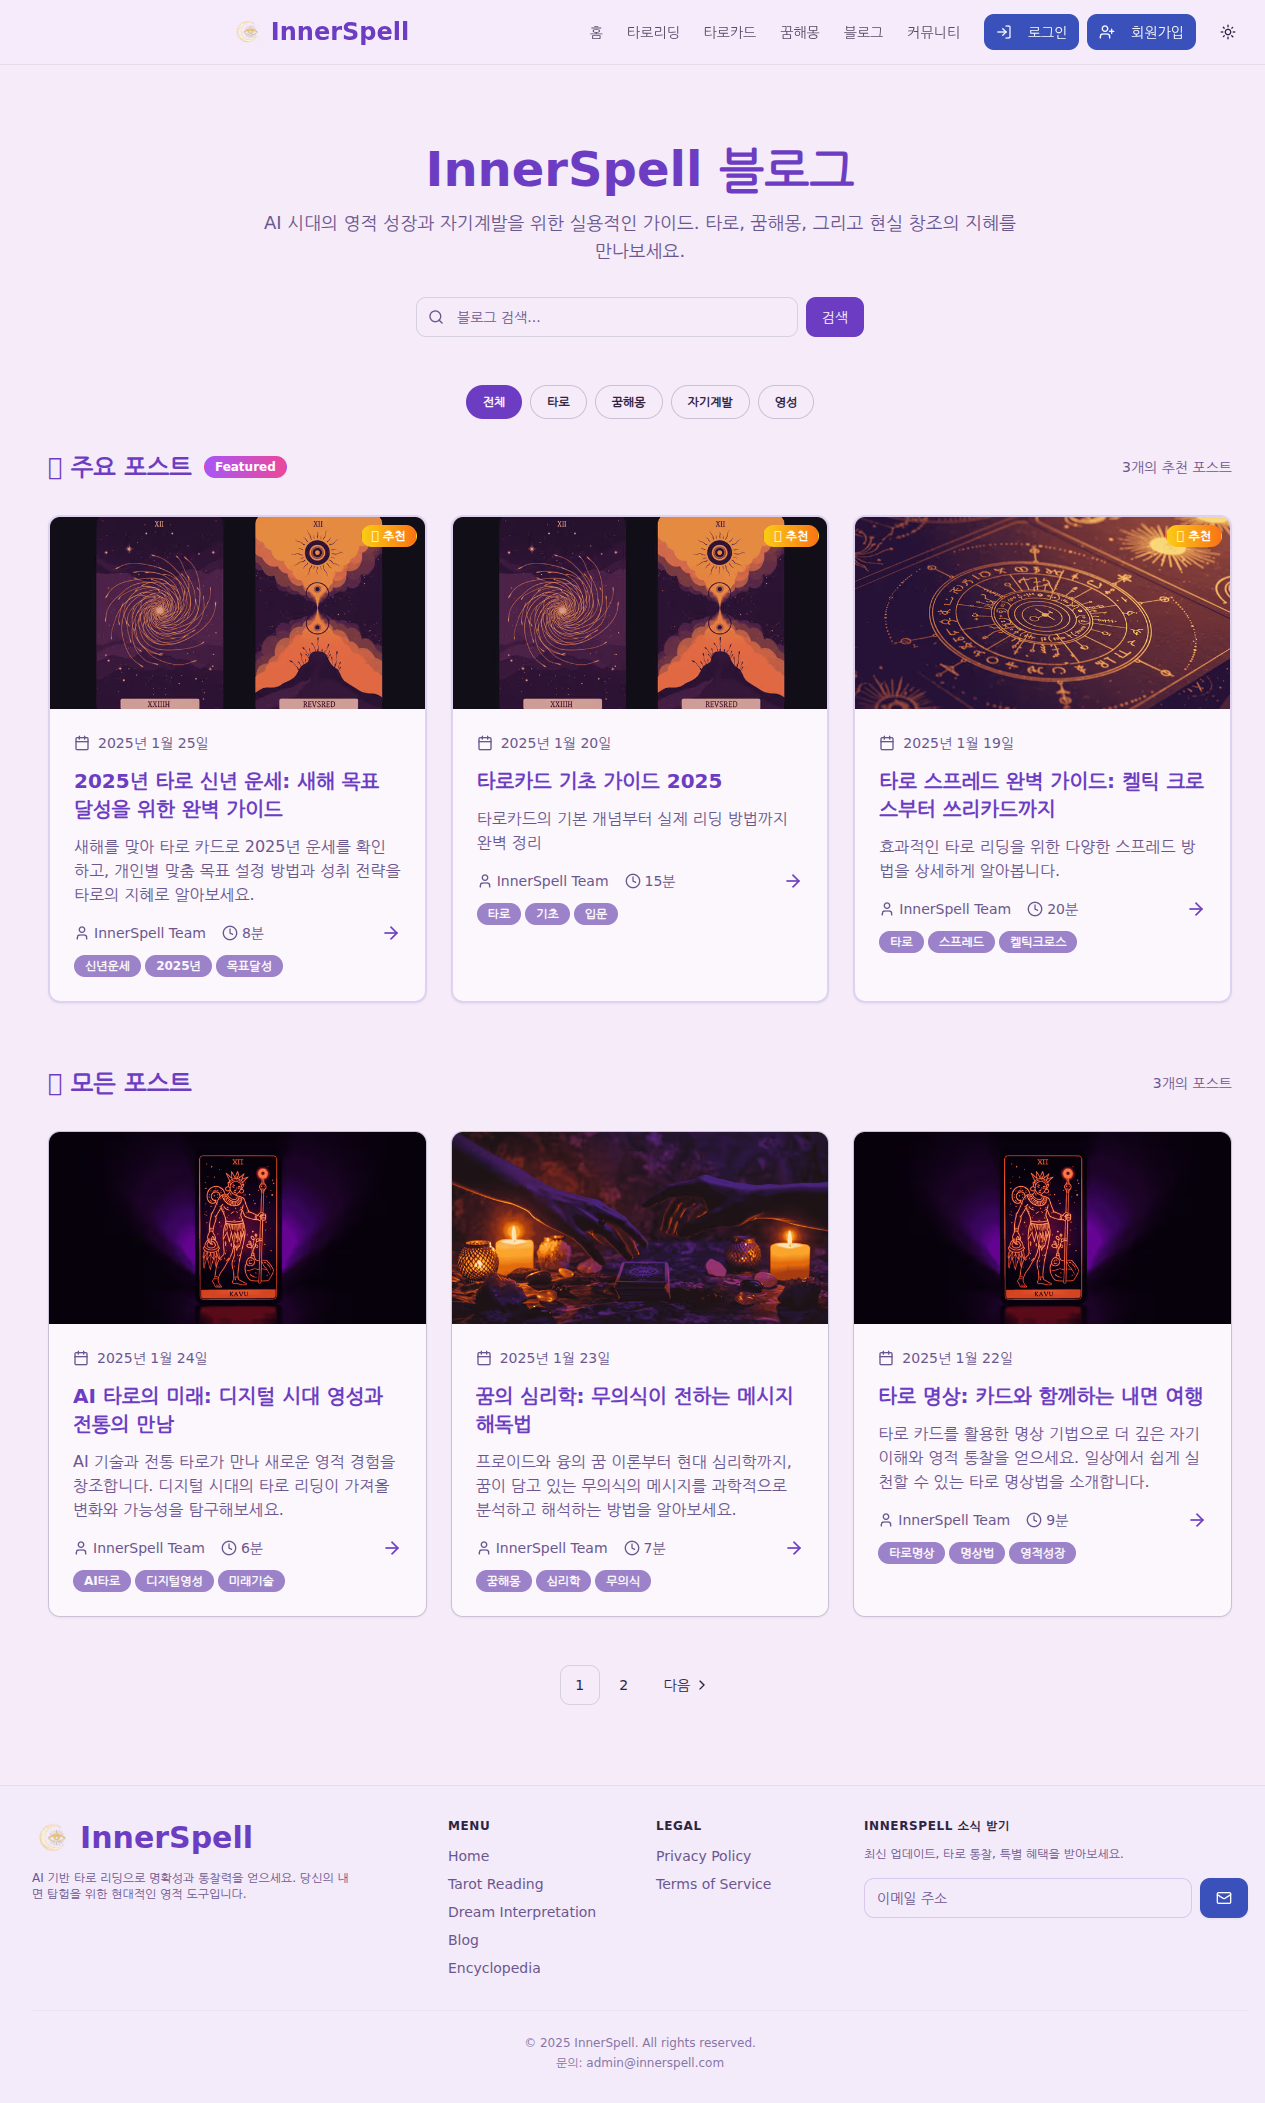 InnerSpell
홈 타로리딩 타로카드 꿈해몽 블로그 커뮤니티 로그인 회원가입
InnerSpell 블로그
AI 시대의 영적 성장과 자기계발을 위한 실용적인 가이드. 타로, 꿈해몽, 그리고 현실 창조의 지혜를
만나보세요.
블로그 검색...
검색
전체 타로 꿈해몽 자기계발 영성
주요 포스트 Featured
3개의 추천 포스트
XII
XII
추천
XXIIIH
REVSRED
2025년 1월 25일
2025년 타로 신년 운세: 새해 목표
달성을 위한 완벽 가이드
새해를 맞아 타로 카드로 2025년 운세를 확인
하고, 개인별 맞춤 목표 설정 방법과 성취 전략을
타로의 지혜로 알아보세요.
InnerSpell Team 8분
신년운세 2025년 목표달성
XII
XII
추천
XXIIIH
REVSRED
2025년 1월 20일
타로카드 기초 가이드 2025
타로카드의 기본 개념부터 실제 리딩 방법까지
완벽 정리
InnerSpell Team 15분
타로 기초 입문
추천
2025년 1월 19일
타로 스프레드 완벽 가이드: 켈틱 크로
스부터 쓰리카드까지
효과적인 타로 리딩을 위한 다양한 스프레드 방
법을 상세하게 알아봅니다.
InnerSpell Team 20분
타로 스프레드 켈틱크로스
모든 포스트
3개의 포스트
XII
KAVU
2025년 1월 24일
AI 타로의 미래: 디지털 시대 영성과
전통의 만남
AI 기술과 전통 타로가 만나 새로운 영적 경험을
창조합니다. 디지털 시대의 타로 리딩이 가져올
변화와 가능성을 탐구해보세요.
InnerSpell Team 6분
AI타로 디지털영성 미래기술
2025년 1월 23일
꿈의 심리학: 무의식이 전하는 메시지
해독법
프로이드와 융의 꿈 이론부터 현대 심리학까지,
꿈이 담고 있는 무의식의 메시지를 과학적으로
분석하고 해석하는 방법을 알아보세요.
InnerSpell Team 7분
꿈해몽 심리학 무의식
XII
KAVU
2025년 1월 22일
타로 명상: 카드와 함께하는 내면 여행
타로 카드를 활용한 명상 기법으로 더 깊은 자기
이해와 영적 통찰을 얻으세요. 일상에서 쉽게 실
천할 수 있는 타로 명상법을 소개합니다.
InnerSpell Team 9분
타로명상 명상법 영적성장
1 2 다음
InnerSpell
AI 기반 타로 리딩으로 명확성과 통찰력을 얻으세요. 당신의 내
면 탐험을 위한 현대적인 영적 도구입니다.
MENU
Home
Tarot Reading
Dream Interpretation
Blog
Encyclopedia
LEGAL
Privacy Policy
Terms of Service
INNERSPELL 소식 받기
최신 업데이트, 타로 통찰, 특별 혜택을 받아보세요.
이메일 주소
© 2025 InnerSpell. All rights reserved.
문의: admin@innerspell.com